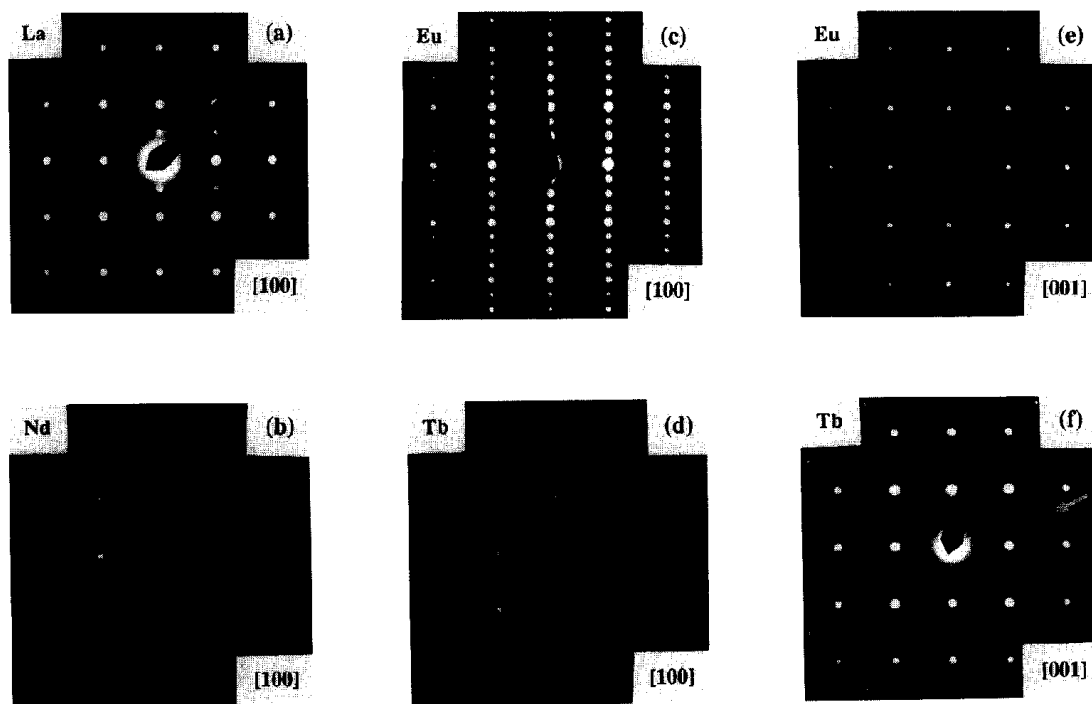 La (a) Eu (c) Eu (e)
[100] [100] [001]
Nd (b) Tb (d) Tb (f)
[100] [100] [001]